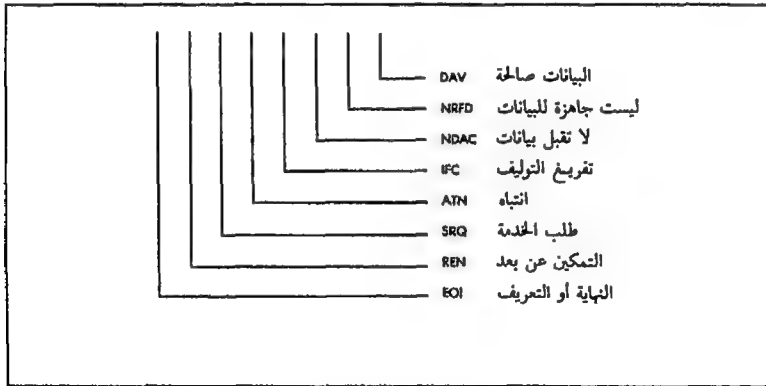 DAV البيانات صالحة
NRFD ليست جاهزة للبيانات
NDAC لا تقبل بيانات
IFC تفريغ التوليف
ATN انتباه
SRQ طلب الخدمة
REN التمكين عن بعد
EOI النهاية أو التعريف